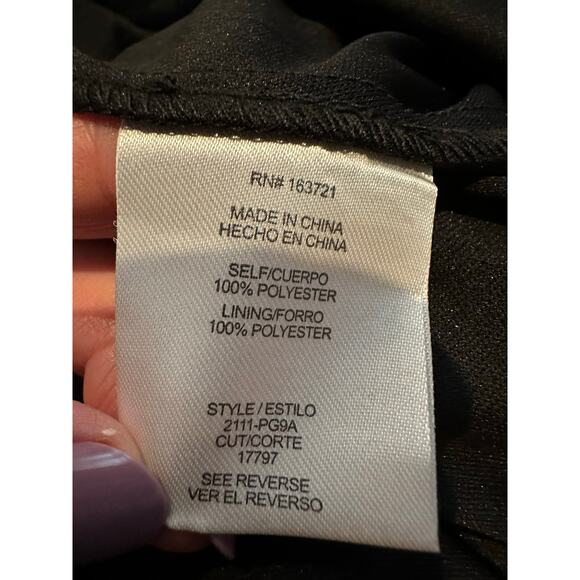 RN# 163721
MADE IN CHINA
HECHO EN CHINA
SELF/CUERPO
100% POLYESTER
LINING/FORRO
100% POLYESTER
STYLE / ESTILO
2111-PG9A
CUT/CORTE
17797
SEE REVERSE
VER EL REVERSO